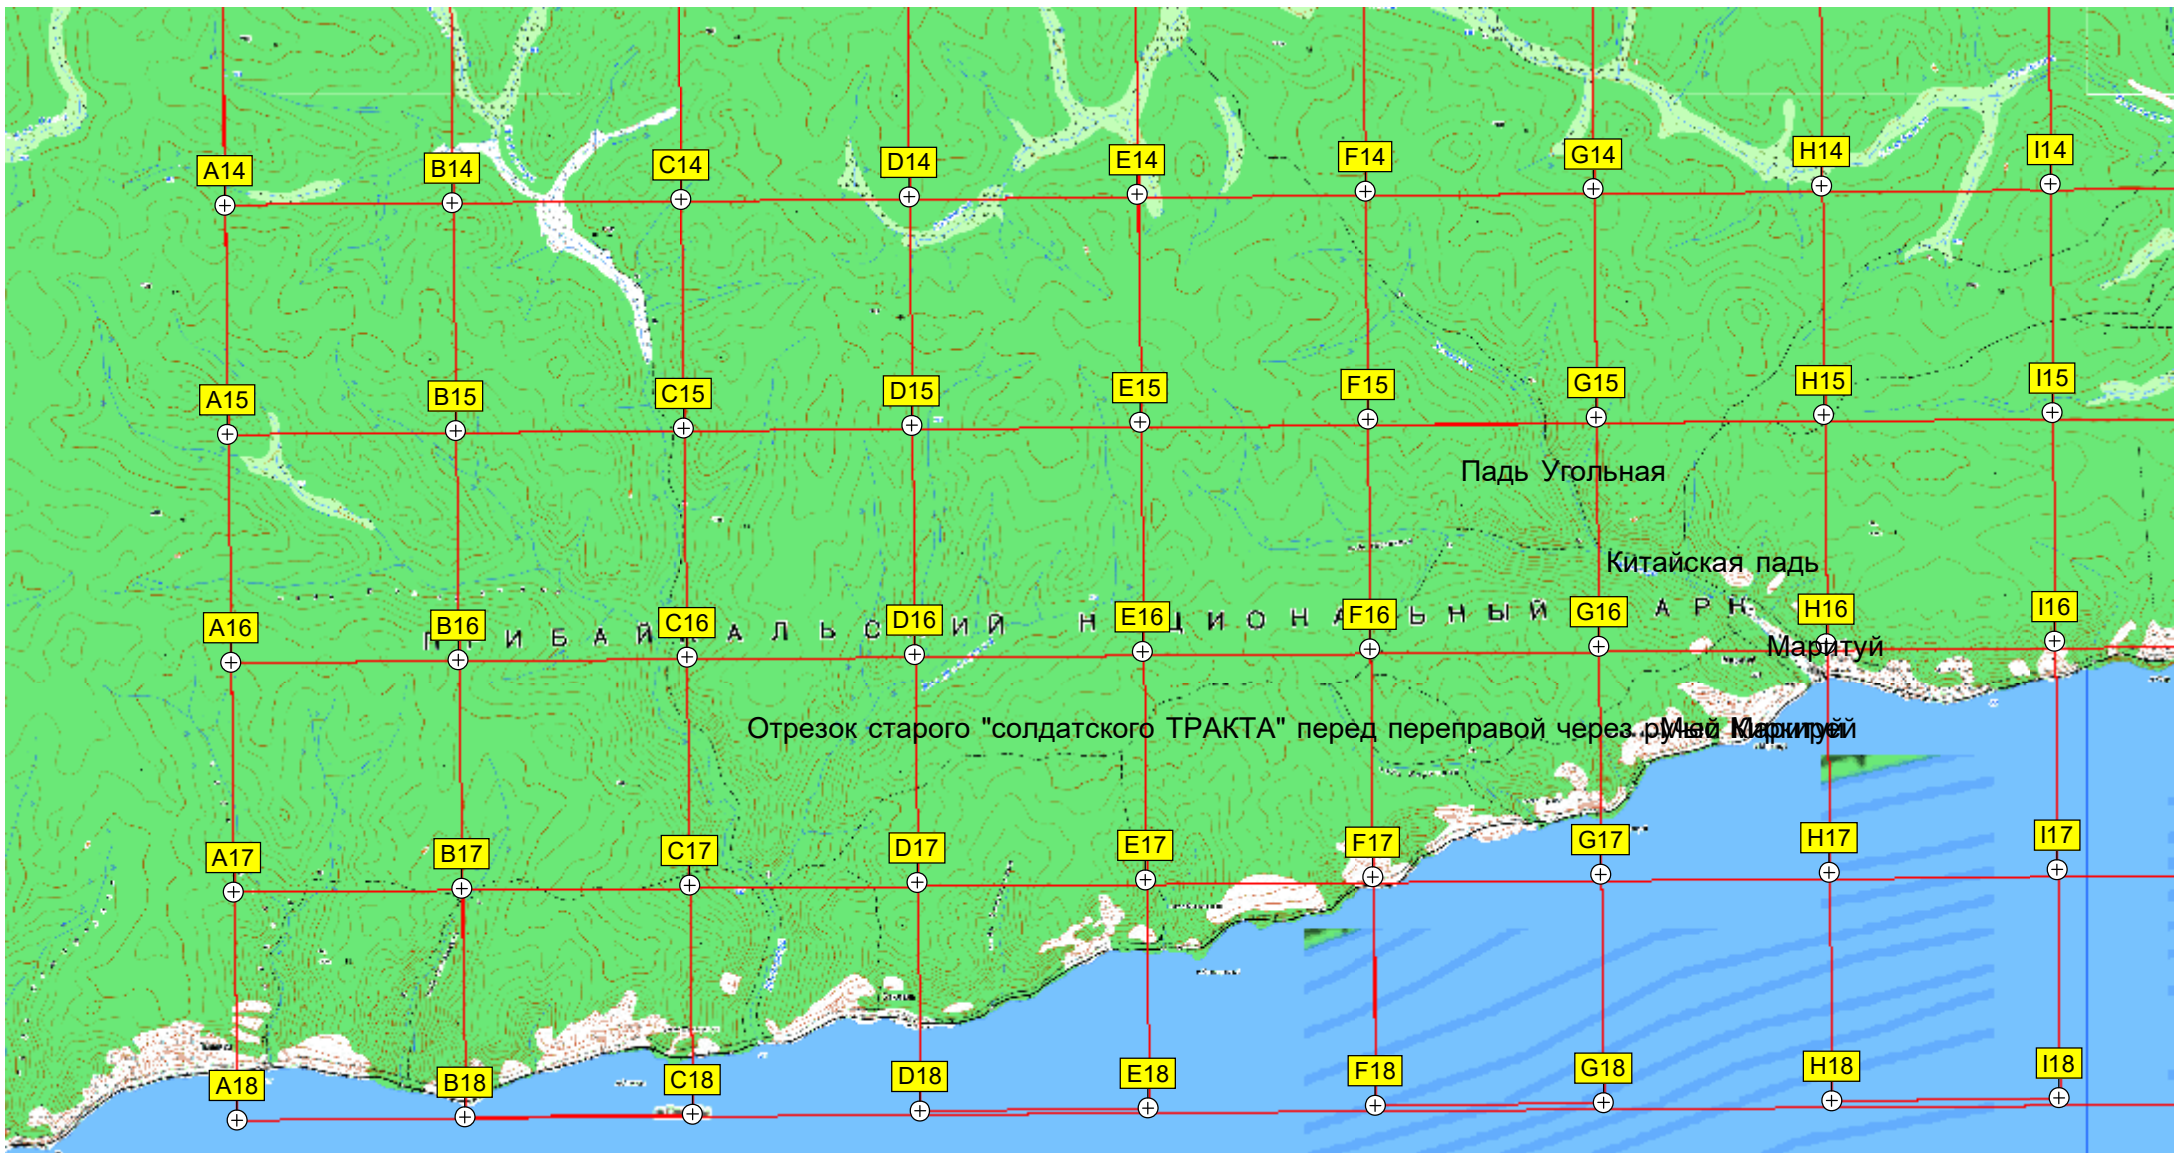 A14 B14 C14 D14 E14 F14 G14 H14 I14
A15 B15 C15 D15 E15 F15 G15 H15 I15
Падь Угольная
Китайская падь
A16 B16 C16 D16 E16 F16 G16 H16 I16
Маритуй
Отрезок старого "солдатского ТРАКТА" перед переправой через
A17 B17 C17 D17 E17 F17 G17 H17 I17
A18 B18 C18 D18 E18 F18 G18 H18 I18